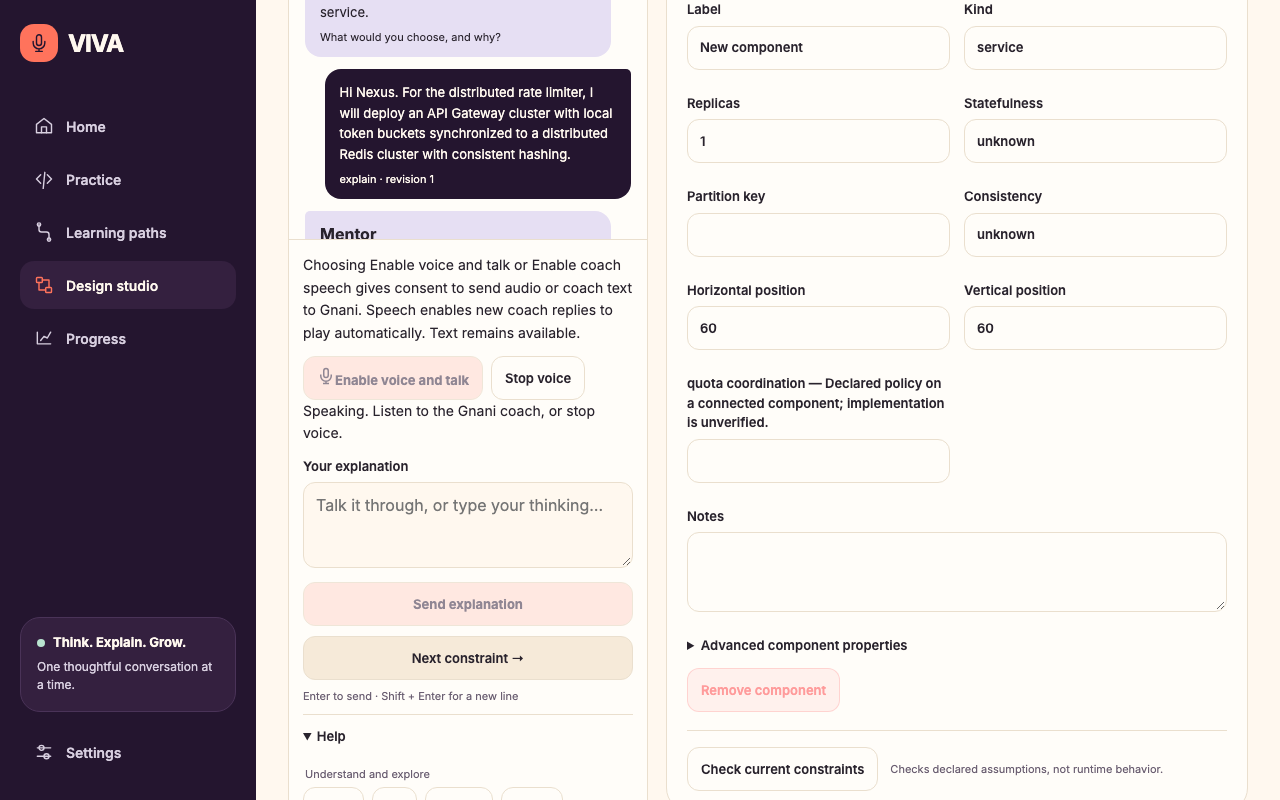 VIVA
Home
Practice
Learning paths
Design studio
Progress
Think. Explain. Grow.
One thoughtful conversation at
a time.
Settings
service.
What would you choose, and why?
HI Nexus. For the distributed rate limiter, I
will deploy an API Gateway cluster with local
token buckets synchronized to a distributed
Redis cluster with consistent hashing.
explain · revision 1
Mentor
Choosing Enable voice and talk or Enable coach
speech gives consent to send audio or coach text
to Gnani. Speech enables new coach replies to
play automatically. Text remains available.
Enable voice and talk
Stop voice
Speaking. Listen to the Gnani coach, or stop
voice.
Your explanation
Talk it through, or type your thinking...
Send explanation
Next constraint →
Enter to send · Shift + Enter for a new line
▼ Help
Understand and explore
Label
Kind
New component
service
Replicas
Statefulness
1
unknown
Partition key
Consistency
unknown
Horizontal position
Vertical position
60
60
quota coordination — Declared policy on
a connected component; implementation
is unverified.
Notes
▶ Advanced component properties
Remove component
Check current constraints
Checks declared assumptions, not runtime behavior.